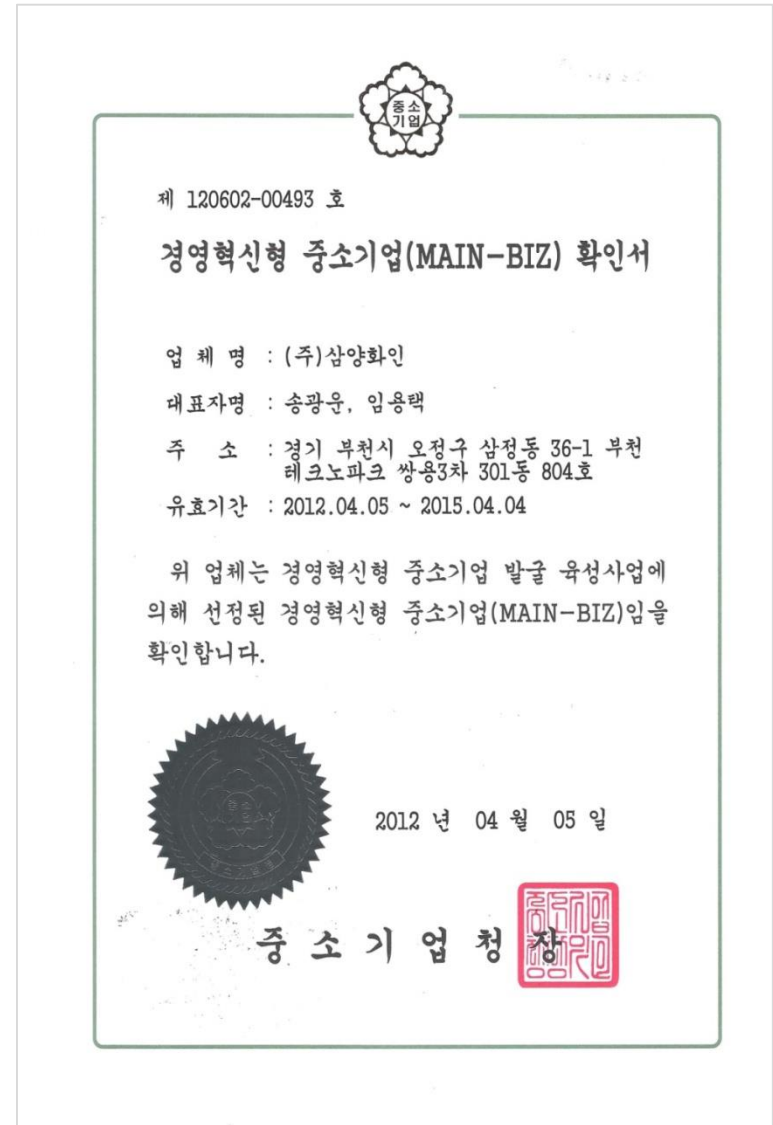 중소
기업
제 120602-00493 호
경영혁신형 중소기업(MAIN-BIZ) 확인서
업 체 명 : (주)삼양화인
대표자명 : 송광운, 임용택
주 소 : 경기 부천시 오정구 삼정동 36-1 부천
테크노파크 쌍용3차 301동 804호
유효기간 : 2012.04.05 ~ 2015.04.04
위 업체는 경영혁신형 중소기업 발굴 육성사업에
의해 선정된 경영혁신형 중소기업(MAIN-BIZ)임을
확인합니다.
중소
기업
2012 년 04 월 05 일
중 소 기 업 청 장